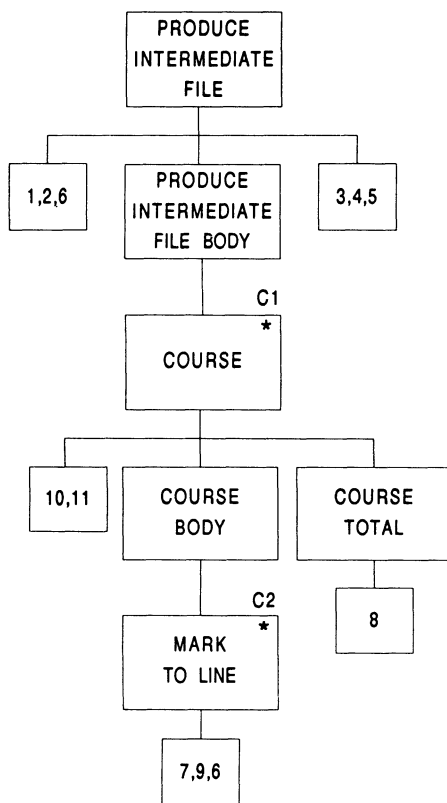 PRODUCE
INTERMEDIATE
FILE
1,2,6
PRODUCE
INTERMEDIATE
FILE BODY
3,4,5
C1
*
COURSE
10,11
COURSE
BODY
COURSE
TOTAL
C2
*
MARK
TO LINE
8
7,9,6